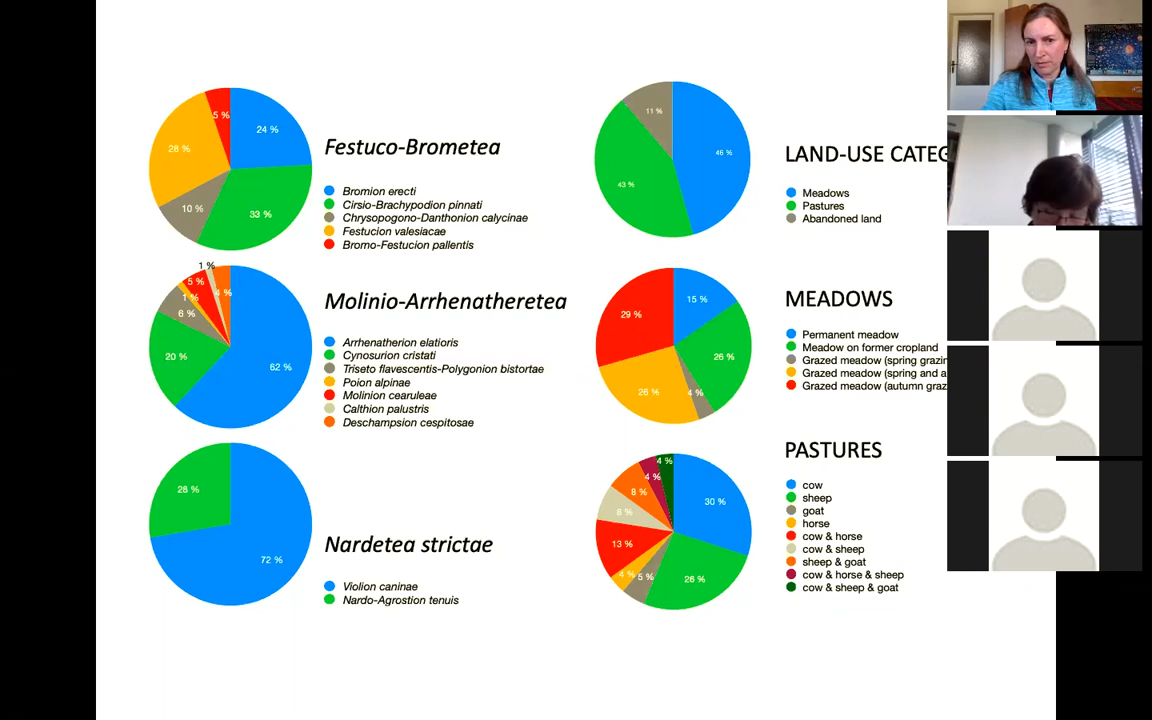 5 %
24 %
28 %
10 %
33 %
Festuco-Brometea
Bromion erecti
Cirsio-Brachypodion pinnati
Chrysopogono-Danthonion calycinae
Festucion valesiacae
Bromo-Festucion pallentis
1 %
5 %
4 %
1 %
6 %
20 %
62 %
Molinio-Arrhenatheretea
Arrhenatherion elatioris
Cynosurion cristati
Triseto flavescentis-Polygonion bistortae
Poion alpinae
Molinion cearuleae
Calthion palustris
Deschampsion cespitosae
28 %
72 %
Nardetea strictae
Violion caninae
Nardo-Agrostion tenuis
11 %
46 %
43 %
LAND-USE CATEG
Meadows
Pastures
Abandoned land
15 %
29 %
26 %
26 %
4 %
MEADOWS
Permanent meadow
Meadow on former cropland
Grazed meadow (spring grazin
Grazed meadow (spring and a
Grazed meadow (autumn graz
4 %
4 %
8 %
30 %
8 %
13 %
4 %
5 %
26 %
PASTURES
cow
sheep
goat
horse
cow & horse
cow & sheep
sheep & goat
cow & horse & sheep
cow & sheep & goat